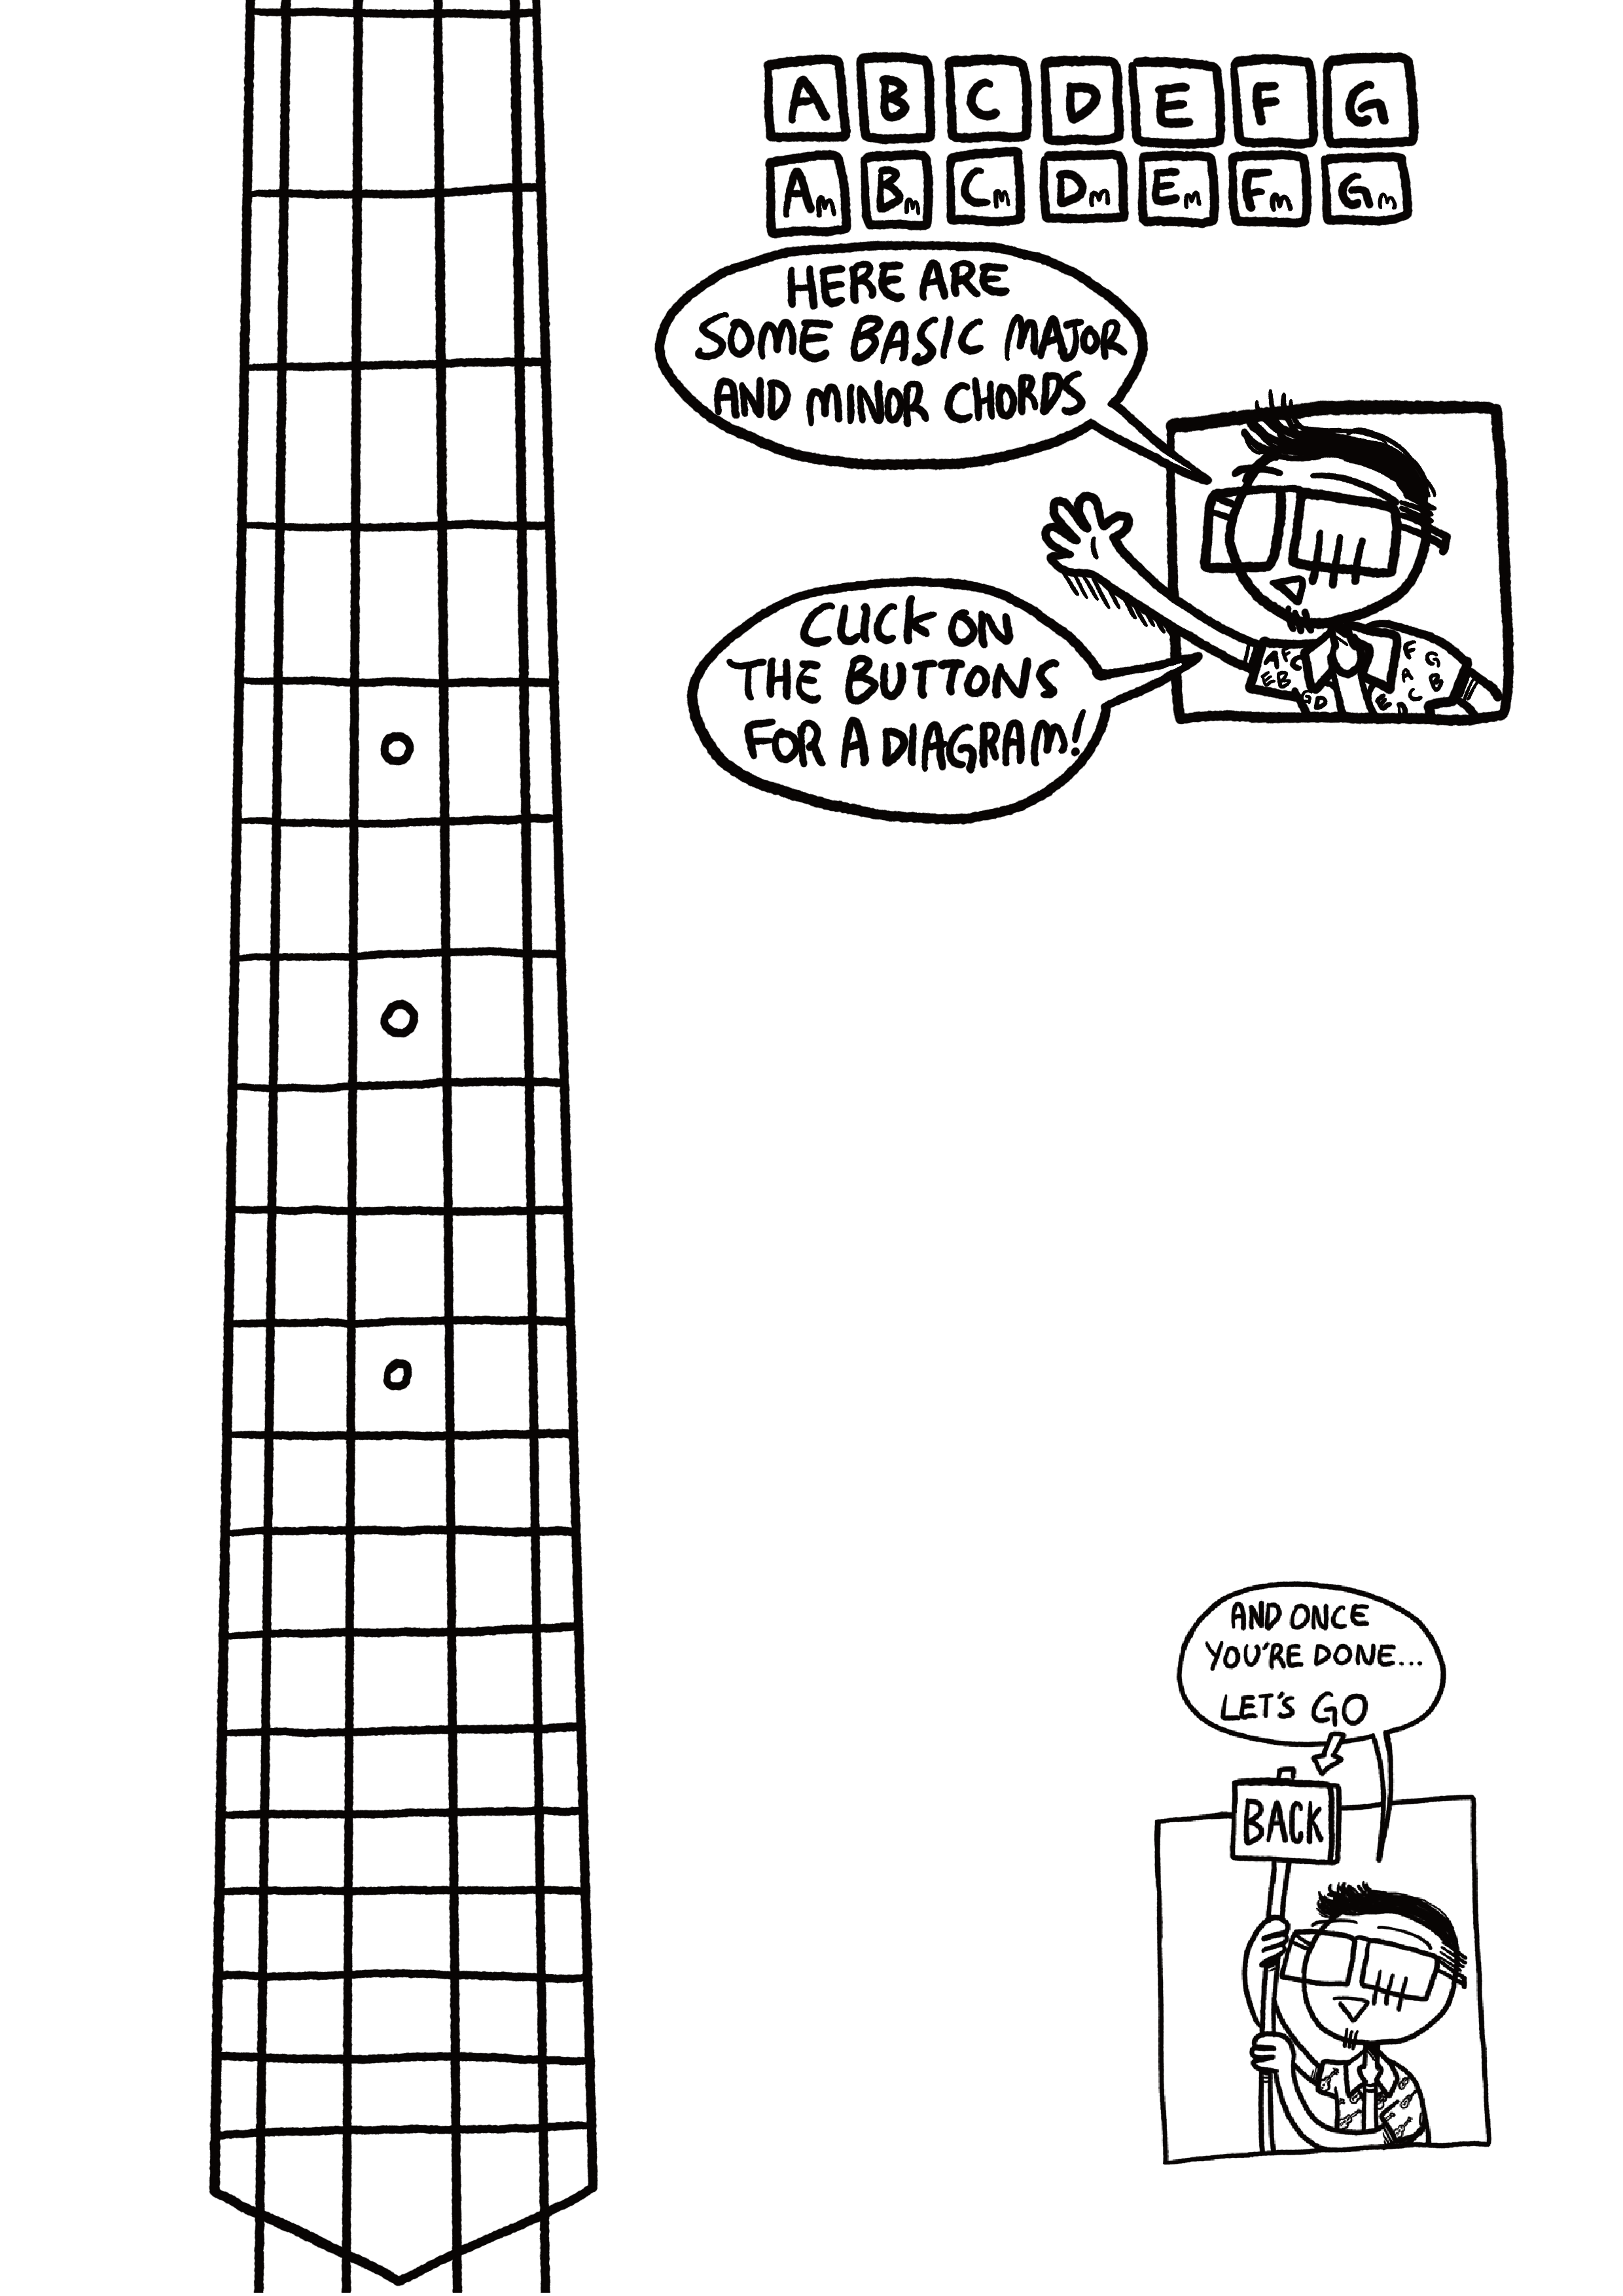 A B C D E F G
Am Bm Cm Dm Em Fm Gm
HERE ARE
SOME BASIC MAJOR
AND MINOR CHORDS
CLICK ON
THE BUTTONS
FOR A DIAGRAM!
AND ONCE
YOU'RE DONE...
LET'S GO
BACK